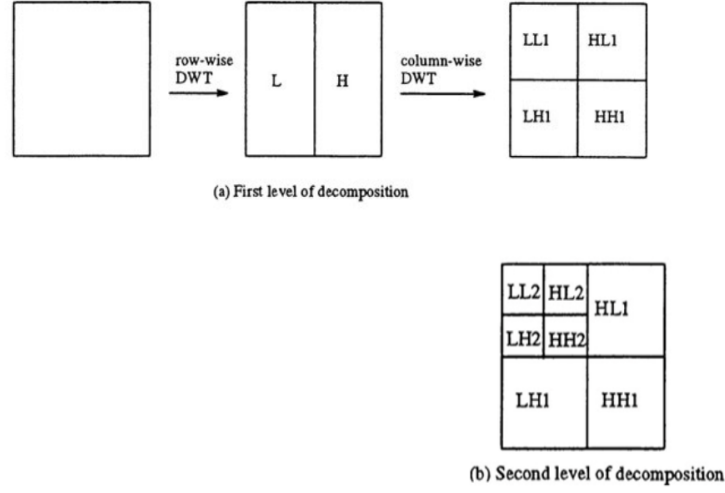 row-wise
DWT
L
H
column-wise
DWT
LL1
HL1
LH1
HH1
(a) First level of decomposition
LL2
HL2
HL1
LH2
HH2
LH1
HH1
(b) Second level of decomposition